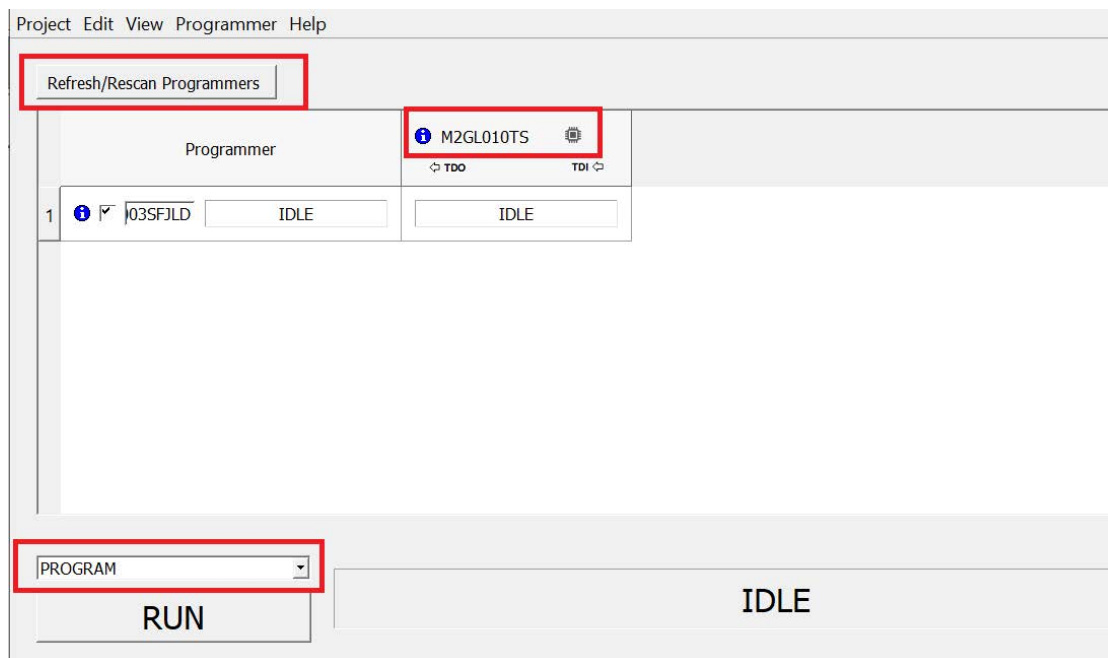 Project Edit View Programmer Help
Refresh/Rescan Programmers
Programmer
M2GL010TS
TDO TDI
1 03SFJLD IDLE IDLE
PROGRAM
RUN
IDLE